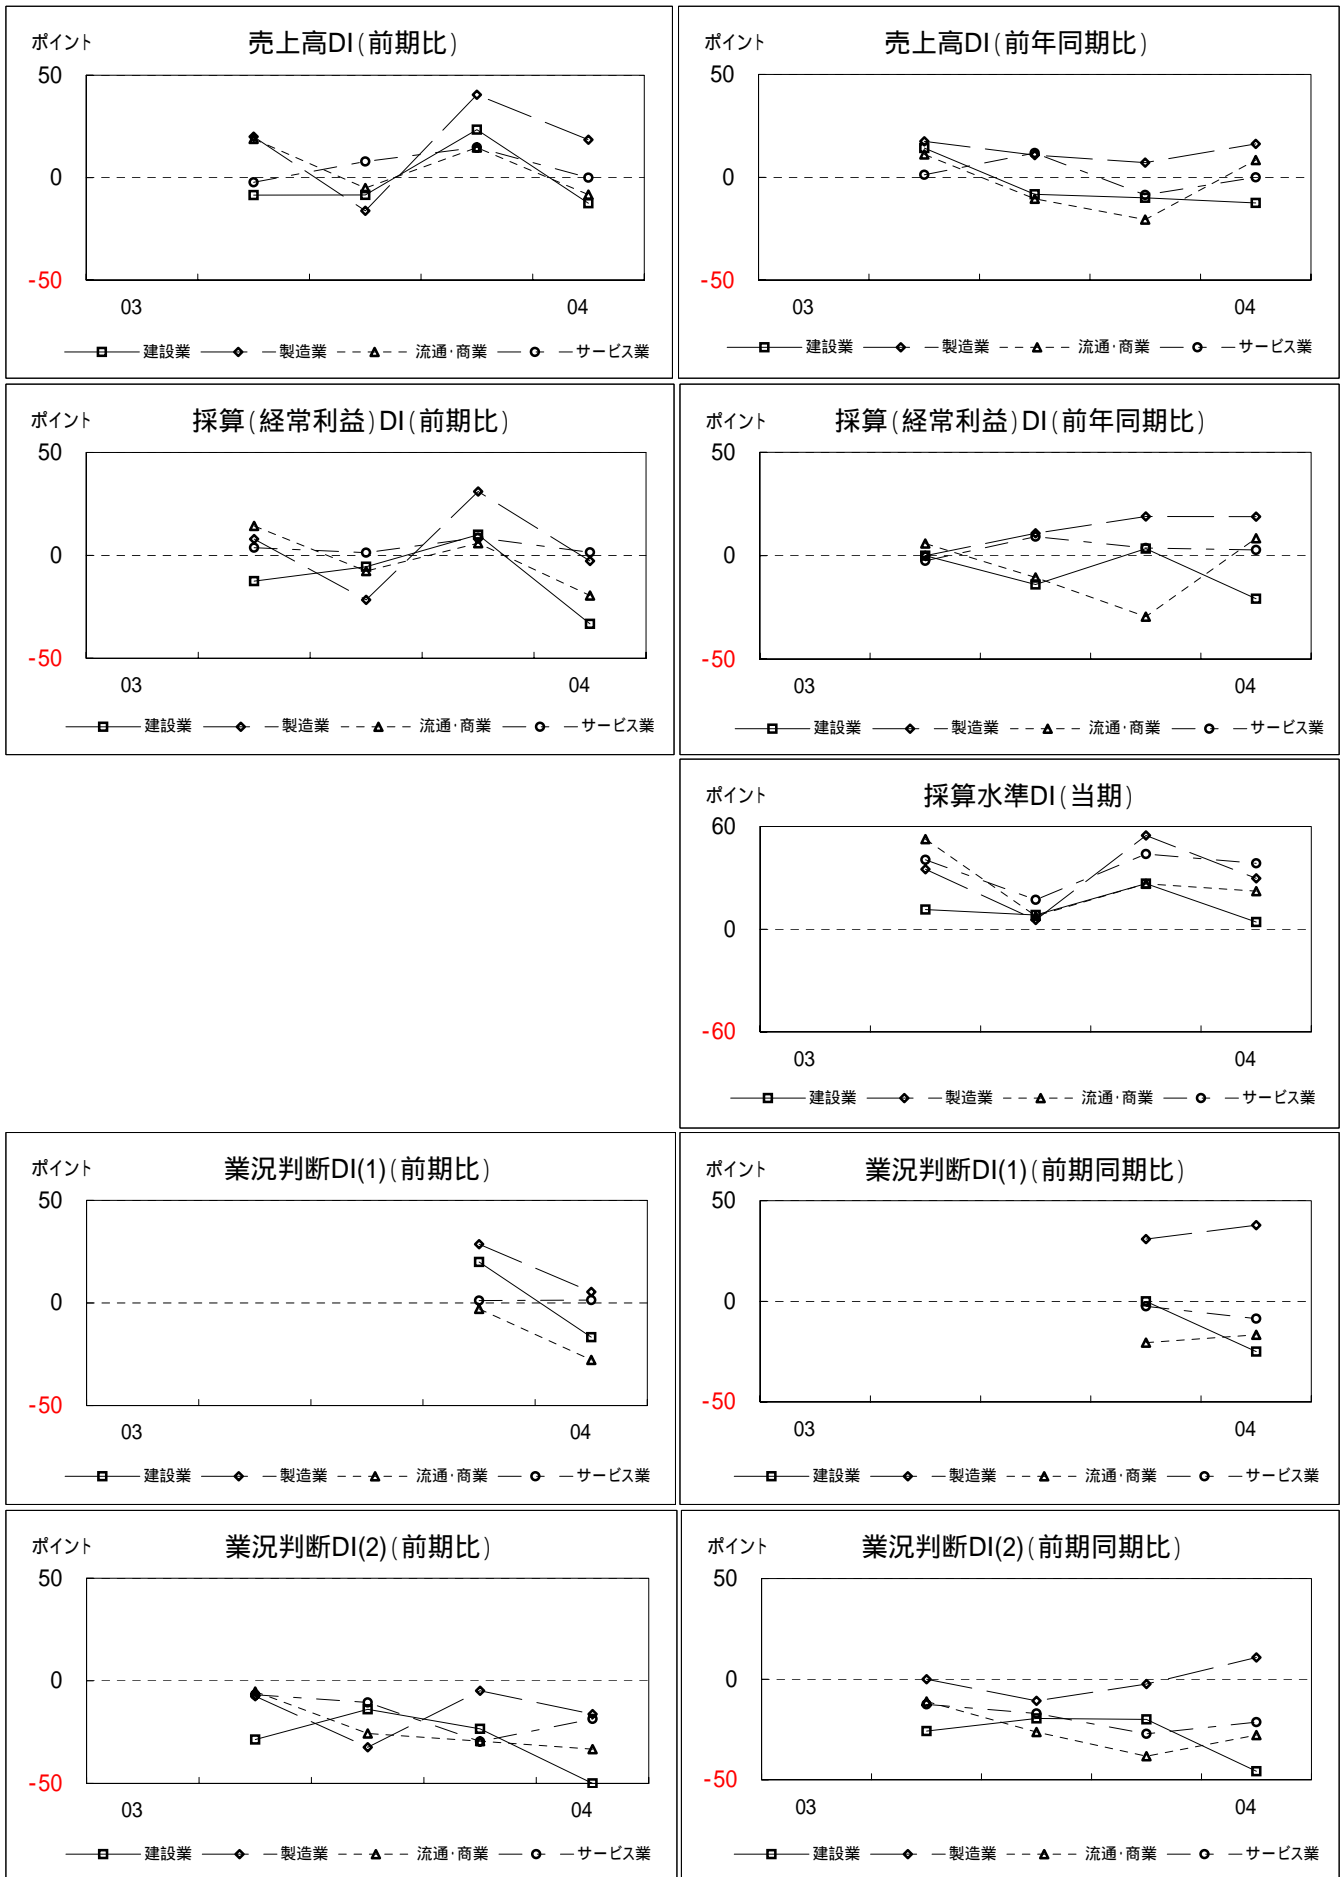 ポイント 売上高DI(前期比)
50
0
-50
03 04
建設業 製造業 流通･商業 サービス業
ポイント 売上高DI(前年同期比)
50
0
-50
03 04
建設業 製造業 流通･商業 サービス業
ポイント 採算(経常利益)DI(前期比)
50
0
-50
03 04
建設業 製造業 流通･商業 サービス業
ポイント 採算(経常利益)DI(前年同期比)
50
0
-50
03 04
建設業 製造業 流通･商業 サービス業
ポイント 採算水準DI(当期)
60
0
-60
03 04
建設業 製造業 流通･商業 サービス業
ポイント 業況判断DI(1)(前期比)
50
0
-50
03 04
建設業 製造業 流通･商業 サービス業
ポイント 業況判断DI(1)(前期同期比)
50
0
-50
03 04
建設業 製造業 流通･商業 サービス業
ポイント 業況判断DI(2)(前期比)
50
0
-50
03 04
建設業 製造業 流通･商業 サービス業
ポイント 業況判断DI(2)(前期同期比)
50
0
-50
03 04
建設業 製造業 流通･商業 サービス業